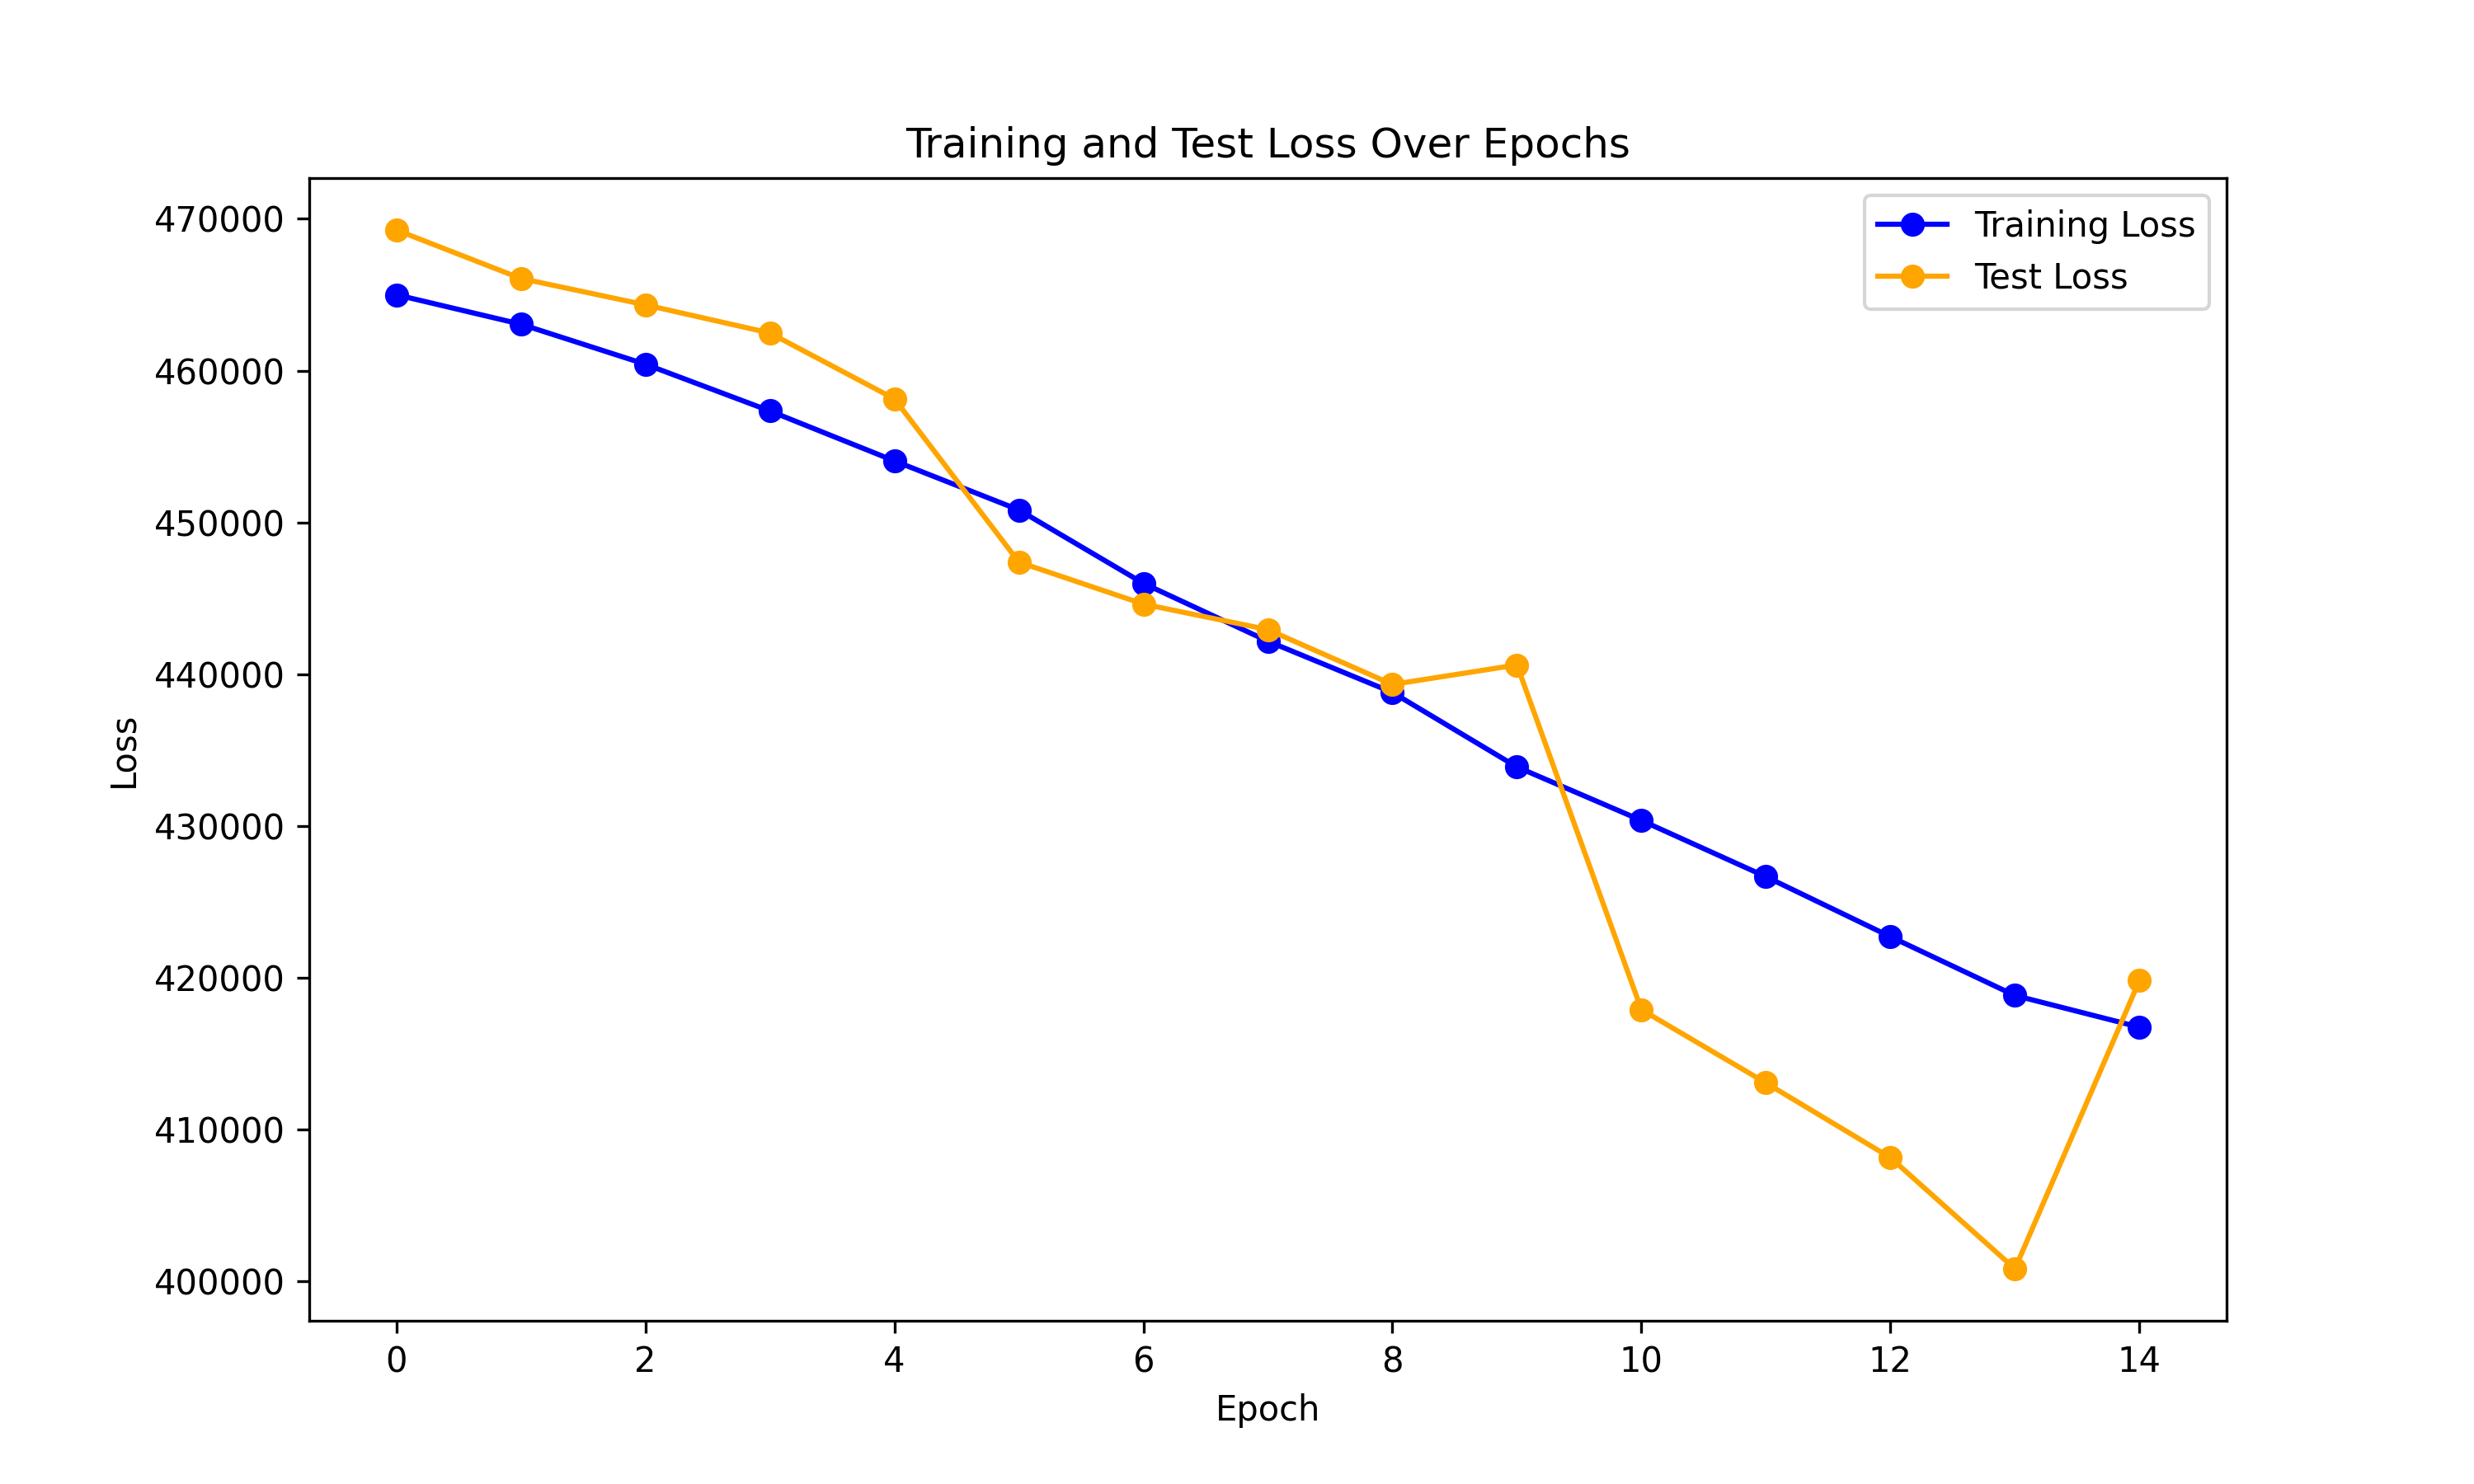 Training and Test Loss Over Epochs
Training Loss
Test Loss
470000
460000
450000
440000
430000
420000
410000
400000
Loss
0 2 4 6 8 10 12 14
Epoch